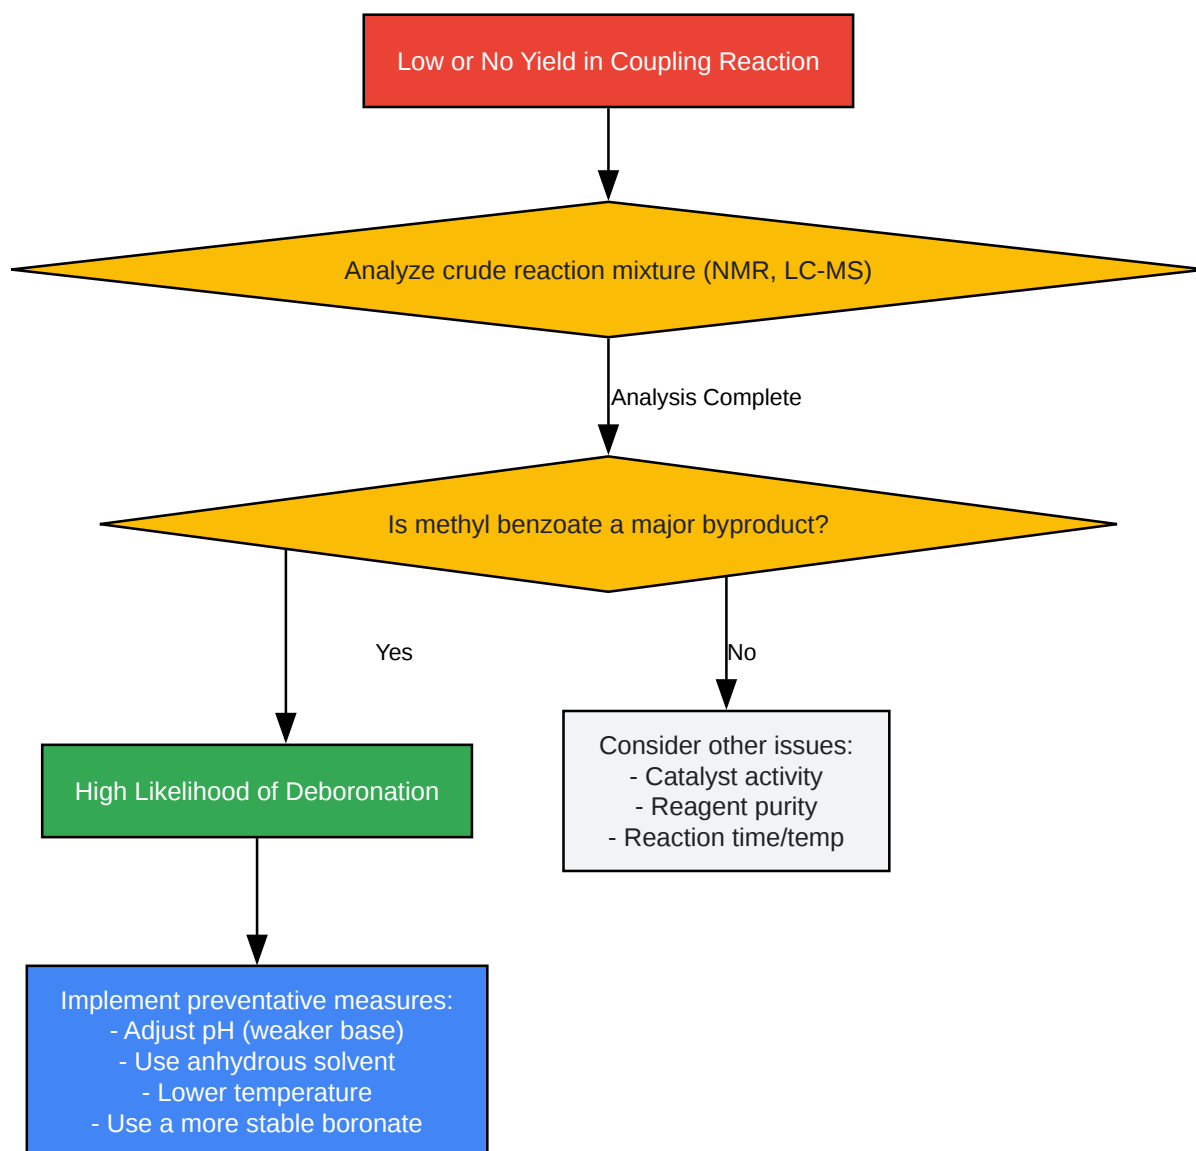 Low or No Yield in Coupling Reaction
Analyze crude reaction mixture (NMR, LC-MS)
Analysis Complete
Is methyl benzoate a major byproduct?
Yes
No
High Likelihood of Deboronation
Consider other issues:
- Catalyst activity
- Reagent purity
- Reaction time/temp
Implement preventative measures:
- Adjust pH (weaker base)
- Use anhydrous solvent
- Lower temperature
- Use a more stable boronate